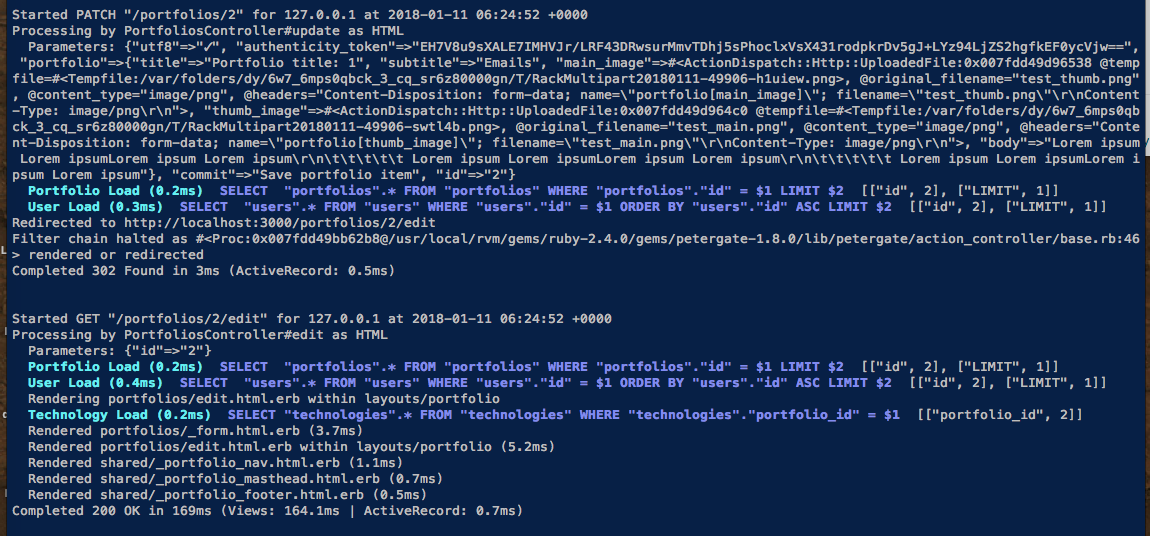 Started PATCH "/portfolios/2" for 127.0.0.1 at 2018-01-11 06:24:52 +0000
Processing by PortfoliosController#update as HTML
  Parameters: {"utf8"=>"✓", "authenticity_token"=>"EH7V8u9sXALE7IMHVJr/LRF43DRwsurMmvTDhj5sPhoclxVsX431rodpkrDv5gJ+LYz94LjZS2hgfkEF0ycVjw==",
 "portfolio"=>{"title"=>"Portfolio title: 1", "subtitle"=>"Emails", "main_image"=>#<ActionDispatch::Http::UploadedFile:0x007fdd49d96538 @temp
file=#<Tempfile:/var/folders/dy/6w7_6mps0qbck_3_cq_sr6z80000gn/T/RackMultipart20180111-49906-h1uiew.png>, @original_filename="test_thumb.png"
, @content_type="image/png", @headers="Content-Disposition: form-data; name=\"portfolio[main_image]\"; filename=\"test_thumb.png\"\r\nContent
-Type: image/png\r\n">, "thumb_image"=>#<ActionDispatch::Http::UploadedFile:0x007fdd49d964c0 @tempfile=#<Tempfile:/var/folders/dy/6w7_6mps0qb
ck_3_cq_sr6z80000gn/T/RackMultipart20180111-49906-swtl4b.png>, @original_filename="test_main.png", @content_type="image/png", @headers="Conte
nt-Disposition: form-data; name=\"portfolio[thumb_image]\"; filename=\"test_main.png\"\r\nContent-Type: image/png\r\n">, "body"=>"Lorem ipsum
 Lorem ipsumLorem ipsum Lorem ipsum\r\n\t\t\t\t\t Lorem ipsum Lorem ipsumLorem ipsum Lorem ipsum\r\n\t\t\t\t\t Lorem ipsum Lorem ipsumLorem i
psum Lorem ipsum"}, "commit"=>"Save portfolio item", "id"=>"2"}
  Portfolio Load (0.2ms)  SELECT  "portfolios".* FROM "portfolios" WHERE "portfolios"."id" = $1 LIMIT $2  [["id", 2], ["LIMIT", 1]]
  User Load (0.3ms)  SELECT  "users".* FROM "users" WHERE "users"."id" = $1 ORDER BY "users"."id" ASC LIMIT $2  [["id", 2], ["LIMIT", 1]]
Redirected to http://localhost:3000/portfolios/2/edit
Filter chain halted as #<Proc:0x007fdd49bb62b8@/usr/local/rvm/gems/ruby-2.4.0/gems/petergate-1.8.0/lib/petergate/action_controller/base.rb:46
> rendered or redirected
Completed 302 Found in 3ms (ActiveRecord: 0.5ms)
Started GET "/portfolios/2/edit" for 127.0.0.1 at 2018-01-11 06:24:52 +0000
Processing by PortfoliosController#edit as HTML
  Parameters: {"id"=>"2"}
  Portfolio Load (0.2ms)  SELECT  "portfolios".* FROM "portfolios" WHERE "portfolios"."id" = $1 LIMIT $2  [["id", 2], ["LIMIT", 1]]
  User Load (0.4ms)  SELECT  "users".* FROM "users" WHERE "users"."id" = $1 ORDER BY "users"."id" ASC LIMIT $2  [["id", 2], ["LIMIT", 1]]
  Rendering portfolios/edit.html.erb within layouts/portfolio
  Technology Load (0.2ms)  SELECT "technologies".* FROM "technologies" WHERE "technologies"."portfolio_id" = $1  [["portfolio_id", 2]]
  Rendered portfolios/_form.html.erb (3.7ms)
  Rendered portfolios/edit.html.erb within layouts/portfolio (5.2ms)
  Rendered shared/_portfolio_nav.html.erb (1.1ms)
  Rendered shared/_portfolio_masthead.html.erb (0.7ms)
  Rendered shared/_portfolio_footer.html.erb (0.5ms)
Completed 200 OK in 169ms (Views: 164.1ms | ActiveRecord: 0.7ms)